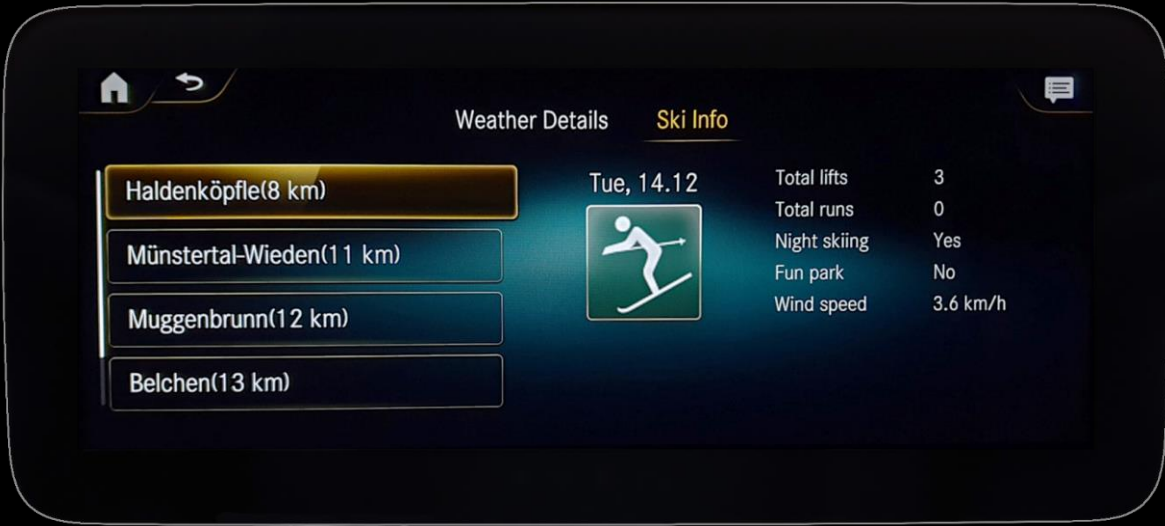 Weather Details Ski Info
Haldenköpfle(8 km)
Münstertal-Wieden(11 km)
Muggenbrunn(12 km)
Belchen(13 km)
Tue, 14.12
Total lifts 3
Total runs 0
Night skiing Yes
Fun park No
Wind speed 3.6 km/h